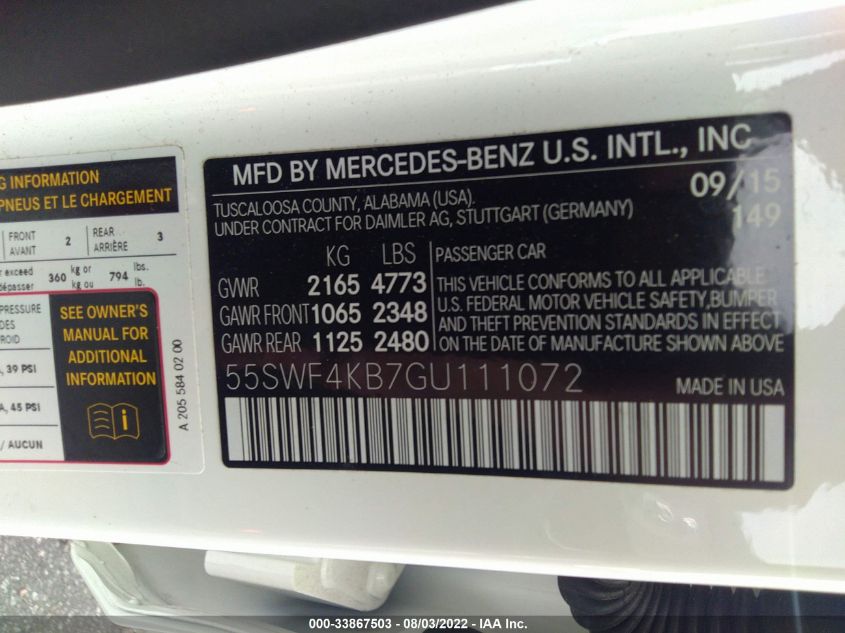 G INFORMATION
PNEUS ET LE CHARGEMENT
FRONT 2 REAR 3
AVANT ARRIÈRE
exceed 360 kg or 794 lbs.
dépasser kg ou lb.
PRESSURE
DES
ROID
, 39 PSI
A, 45 PSI
/ AUCUN
SEE OWNER'S
MANUAL FOR
ADDITIONAL
INFORMATION
A 205 584 02 00
MFD BY MERCEDES-BENZ U.S. INTL., INC
TUSCALOOSA COUNTY, ALABAMA (USA). 09/15
UNDER CONTRACT FOR DAIMLER AG, STUTTGART (GERMANY) 149
KG LBS
GVWR 2165 4773
GAWR FRONT 1065 2348
GAWR REAR 1125 2480
PASSENGER CAR
THIS VEHICLE CONFORMS TO ALL APPLICABLE
U.S. FEDERAL MOTOR VEHICLE SAFETY,BUMPER
AND THEFT PREVENTION STANDARDS IN EFFECT
ON THE DATE OF MANUFACTURE SHOWN ABOVE
55SWF4KB7GU111072 MADE IN USA
000-33867503 - 08/03/2022 - IAA Inc.